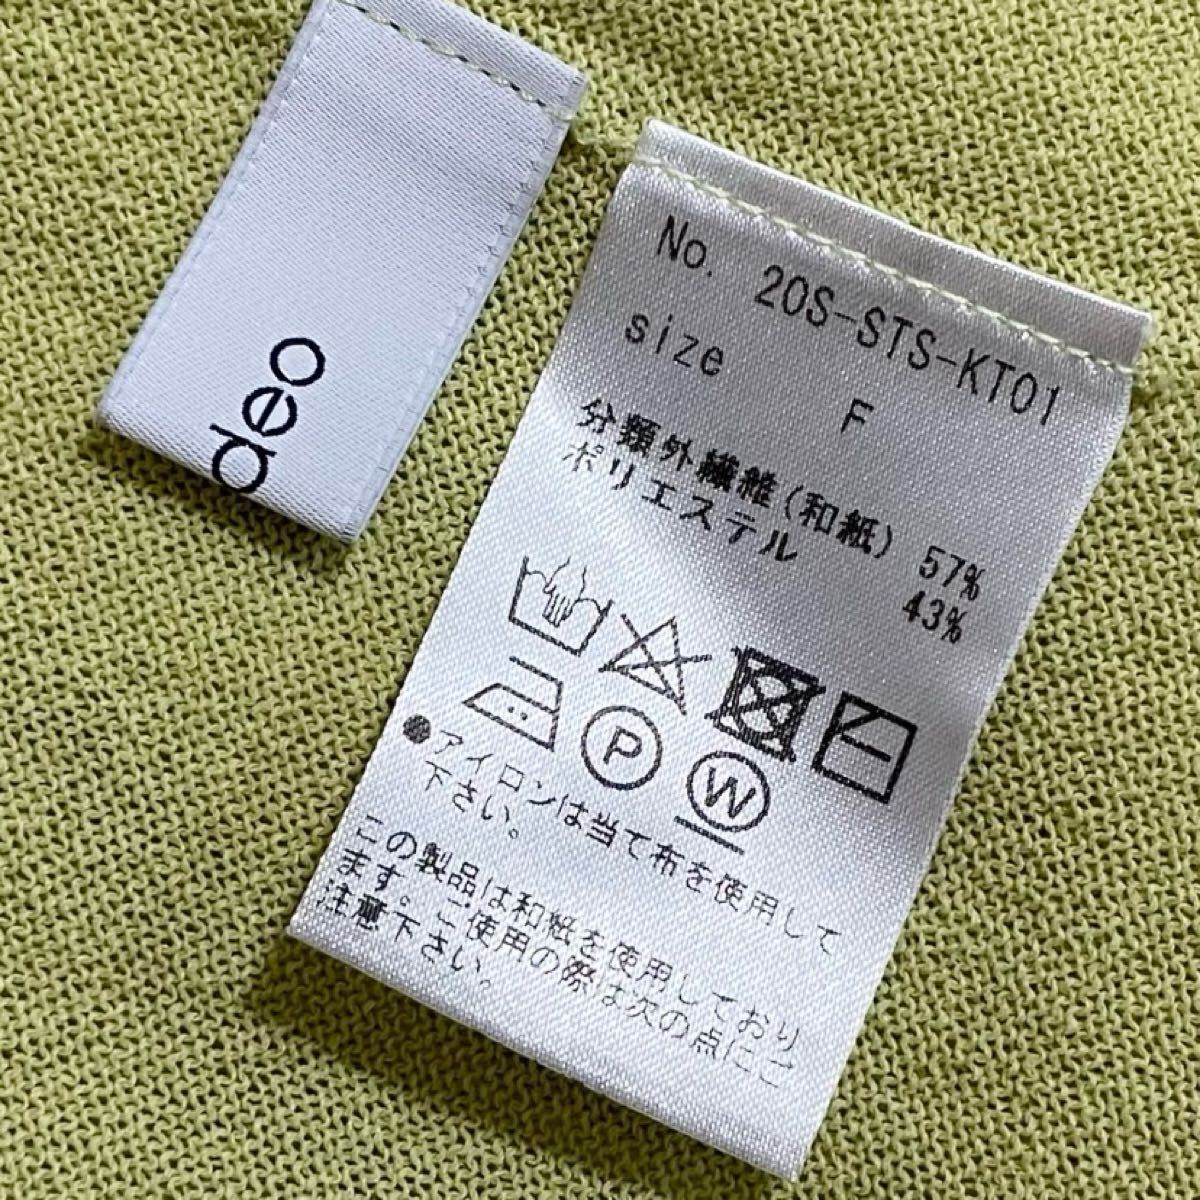 deo
No. 20S-STS-KT01
size F
分類外繊維(和紙) 57%
ポリエステル 43%
P W
●アイロンは当て布を使用して
下さい。
この製品は和紙を使用しており
ます。ご使用の際は次の点にご
注意下さい。